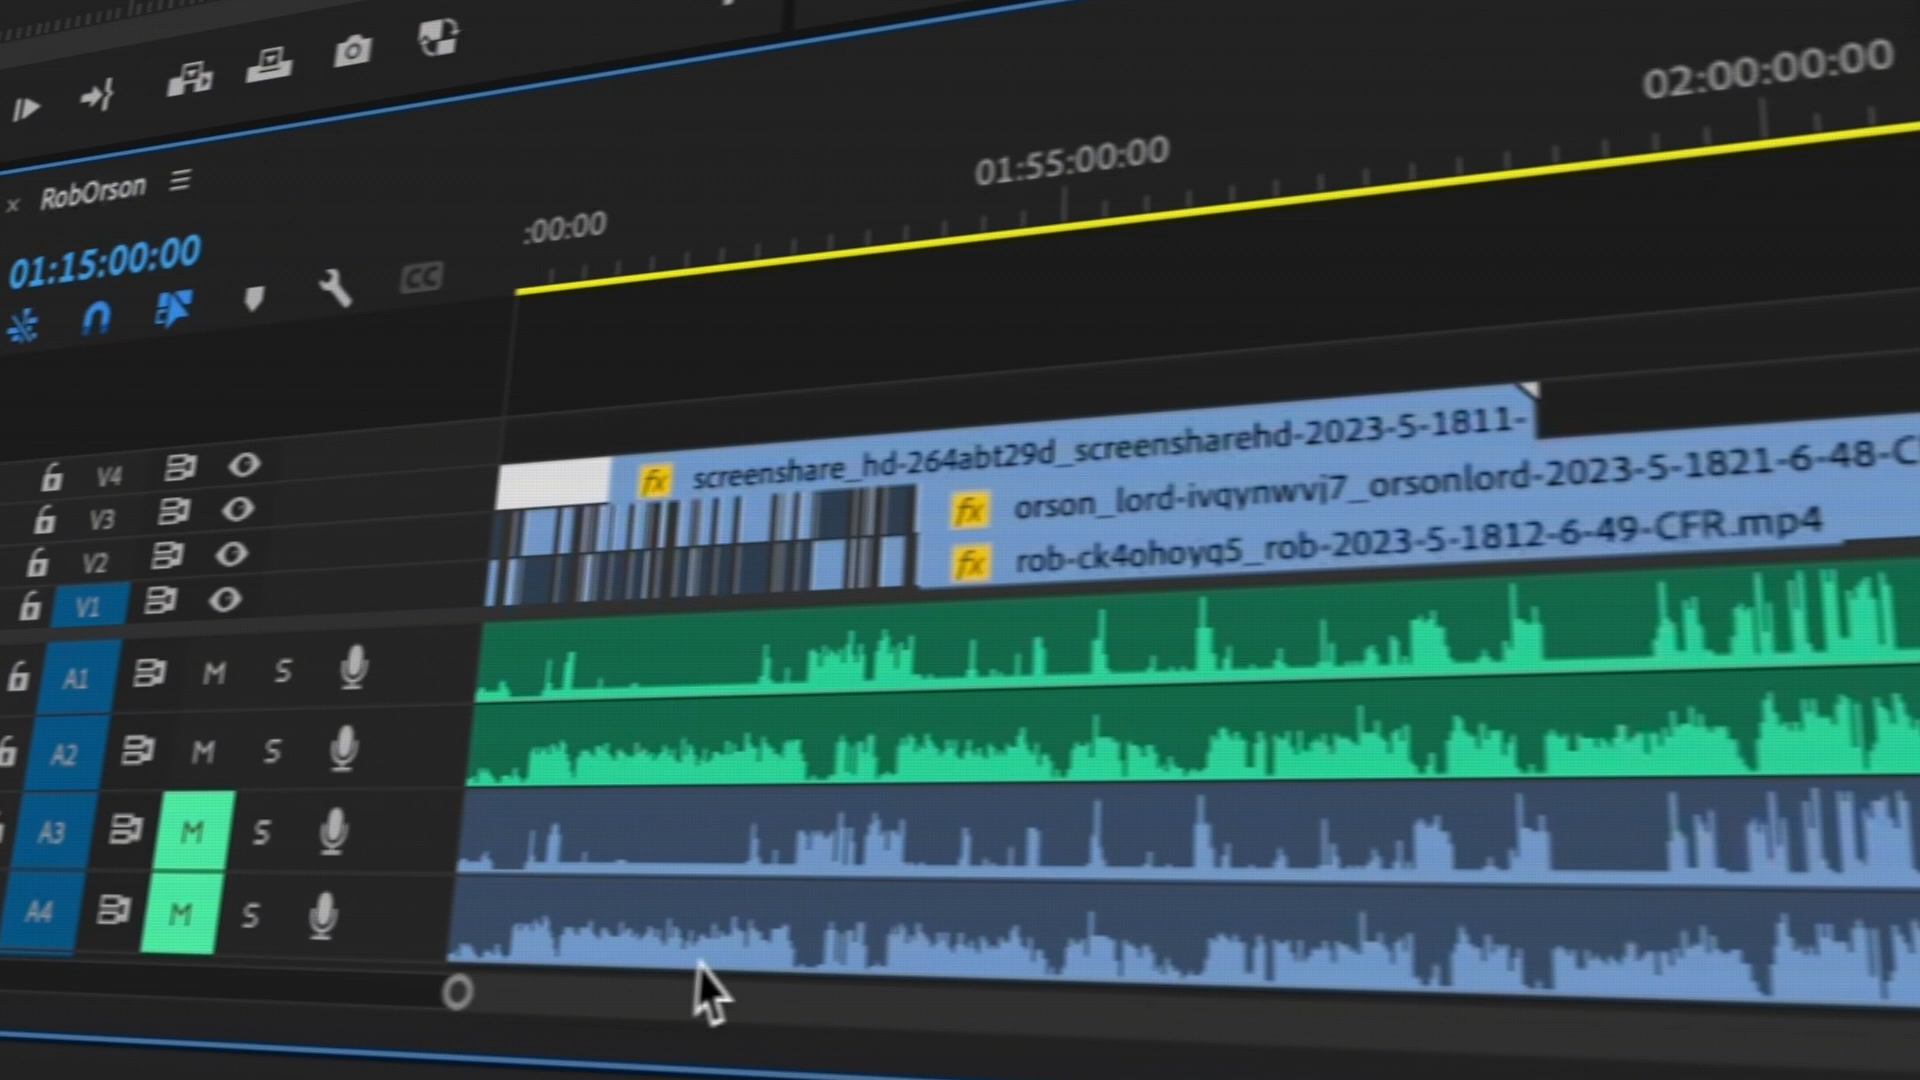 × RobOrson
01:15:00:00
:00:00
01:55:00:00
02:00:00:00
CC
V4
V3
V2
V1
fx screenshare_hd-264abt29d_screensharehd-2023-5-1811-
fx orson_lord-ivqynwvj7_orsonlord-2023-5-1821-6-48-C
fx rob-ck4ohoyq5_rob-2023-5-1812-6-49-CFR.mp4
A1 M S
A2 M S
A3 M S
A4 M S